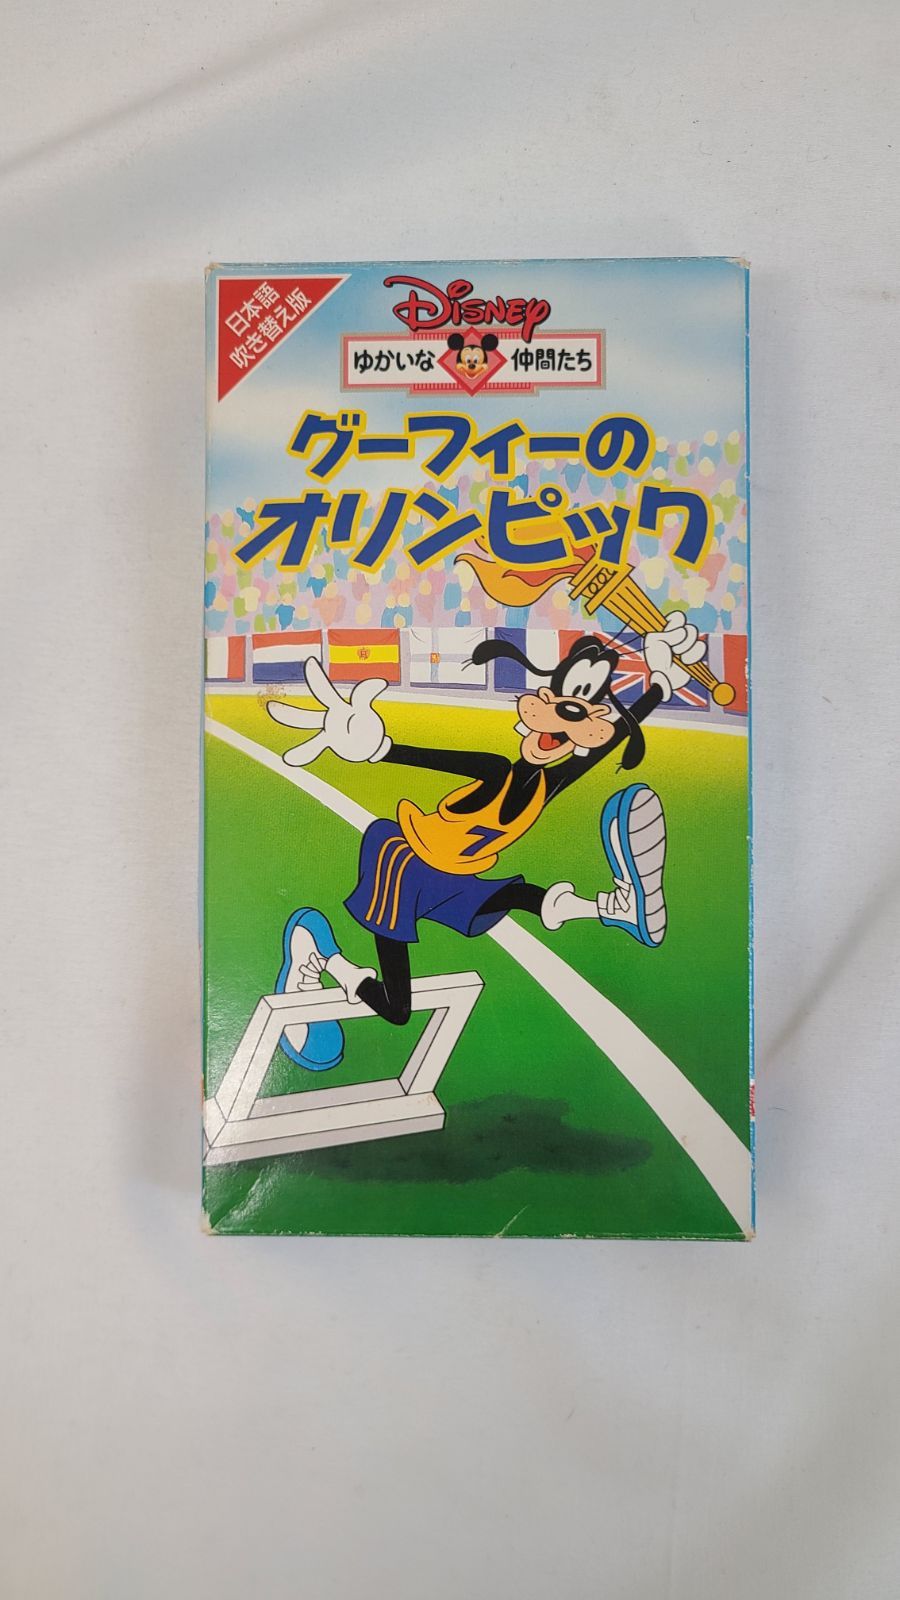 日本語
吹き替え版
Disney
ゆかいな仲間たち
グーフィーの
オリンピック
7